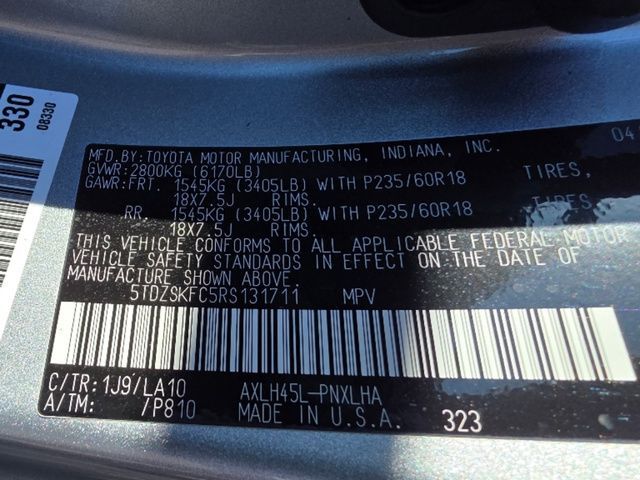 330
08330
MFD.BY:TOYOTA MOTOR MANUFACTURING, INDIANA, INC. 04
GVWR:2800KG (6170LB)
GAWR:FRT. 1545KG (3405LB) WITH P235/60R18 TIRES,
18X7.5J RIMS.
RR. 1545KG (3405LB) WITH P235/60R18 TIRES,
18X7.5J RIMS.
THIS VEHICLE CONFORMS TO ALL APPLICABLE FEDERAL MOTOR
VEHICLE SAFETY STANDARDS IN EFFECT ON THE DATE OF
MANUFACTURE SHOWN ABOVE.
5TDZSKFC5RS131711 MPV
C/TR:1J9/LA10 AXLH45L-PNXLHA
A/TM: /P810 MADE IN U.S.A. 323